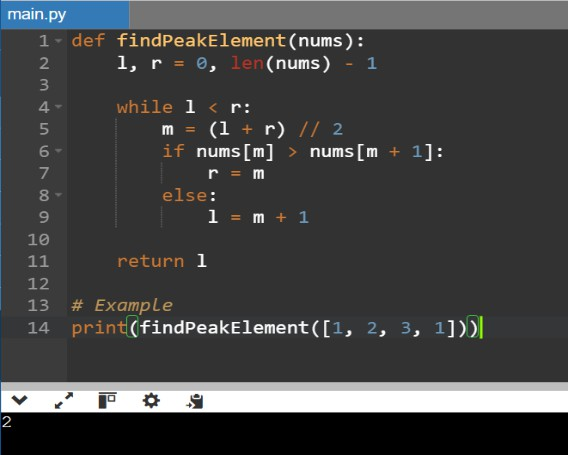 main.py
1 def findPeakElement(nums):
2     l, r = 0, len(nums) - 1
3
4     while l < r:
5         m = (l + r) // 2
6         if nums[m] > nums[m + 1]:
7             r = m
8         else:
9             l = m + 1
10
11     return l
12
13 # Example
14 print(findPeakElement([1, 2, 3, 1]))
2